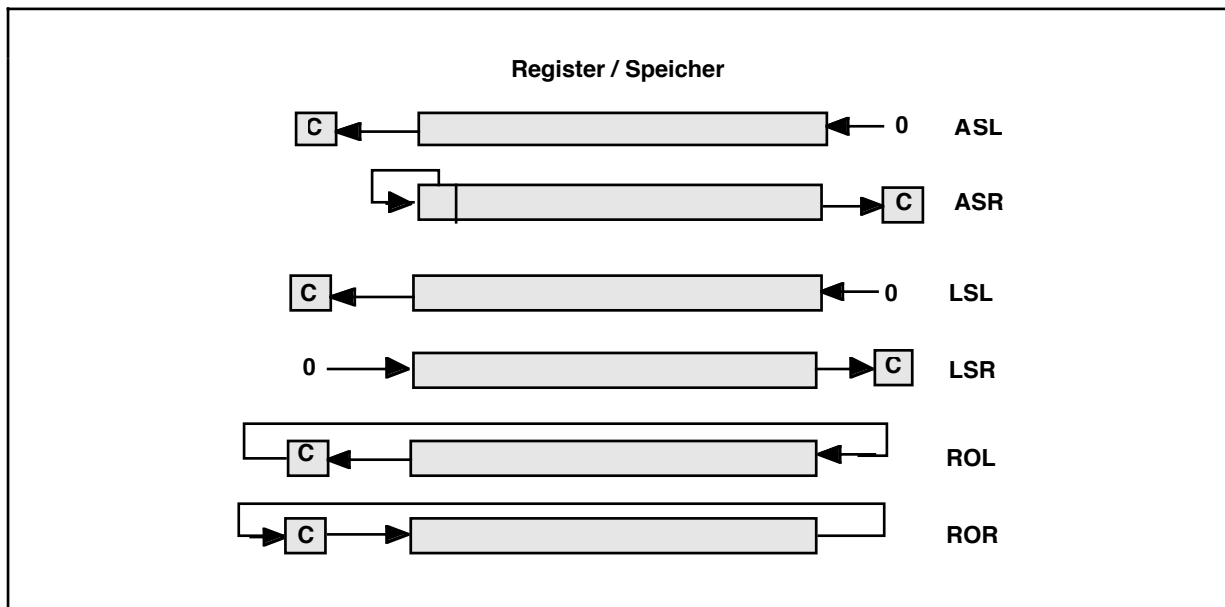 Register / Speicher
C 0 ASL
C ASR
C 0 LSL
0 C LSR
C ROL
C ROR